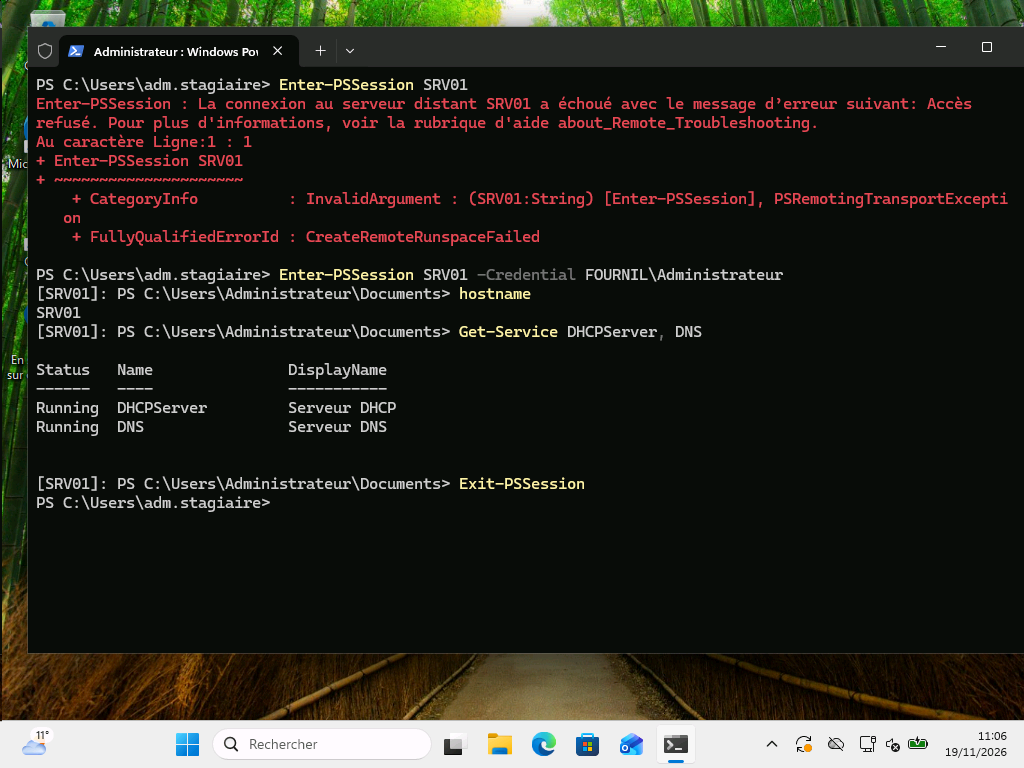 Administrateur : Windows Pow
PS C:\Users\adm.stagiaire> Enter-PSSession SRV01
Enter-PSSession : La connexion au serveur distant SRV01 a échoué avec le message d’erreur suivant: Accès
refusé. Pour plus d'informations, voir la rubrique d'aide about_Remote_Troubleshooting.
Au caractère Ligne:1 : 1
+ Enter-PSSession SRV01
+ ~~~~~~~~~~~~~~~~~~~~~
+ CategoryInfo          : InvalidArgument : (SRV01:String) [Enter-PSSession], PSRemotingTransportExcepti
on
+ FullyQualifiedErrorId : CreateRemoteRunspaceFailed
PS C:\Users\adm.stagiaire> Enter-PSSession SRV01 -Credential FOURNIL\Administrateur
[SRV01]: PS C:\Users\Administrateur\Documents> hostname
SRV01
[SRV01]: PS C:\Users\Administrateur\Documents> Get-Service DHCPServer, DNS
Status   Name               DisplayName
------   ----               -----------
Running  DHCPServer         Serveur DHCP
Running  DNS                Serveur DNS
[SRV01]: PS C:\Users\Administrateur\Documents> Exit-PSSession
PS C:\Users\adm.stagiaire>
Mic
En
sur
11°
Rechercher
11:06
19/11/2026